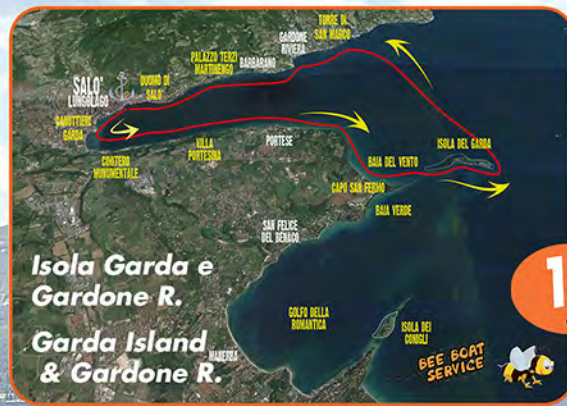 TORRE DI
SAN MARCO
GARDONE
RIVIERA
PALAZZO TERZI
MARTINENGO
BARBARANO
SALO'
LUNGOLAGO
DUOMO DI
SALO'
CANOTTIERI
GARDA
CIMITERO
MUNUMENTALE
VILLA
PORTESINA
PORTESE
ISOLA DEL GARDA
BAIA DEL VENTO
CAPO SAN FERMO
BAIA VERDE
SAN FELICE
DEL BENACO
Isola Garda e
Gardone R.
Garda Island
& Gardone R.
GOLFO DELLA
ROMANTICA
ISOLA DEI
CONIGLI
MANERBA
BEE BOAT
SERVICE
1